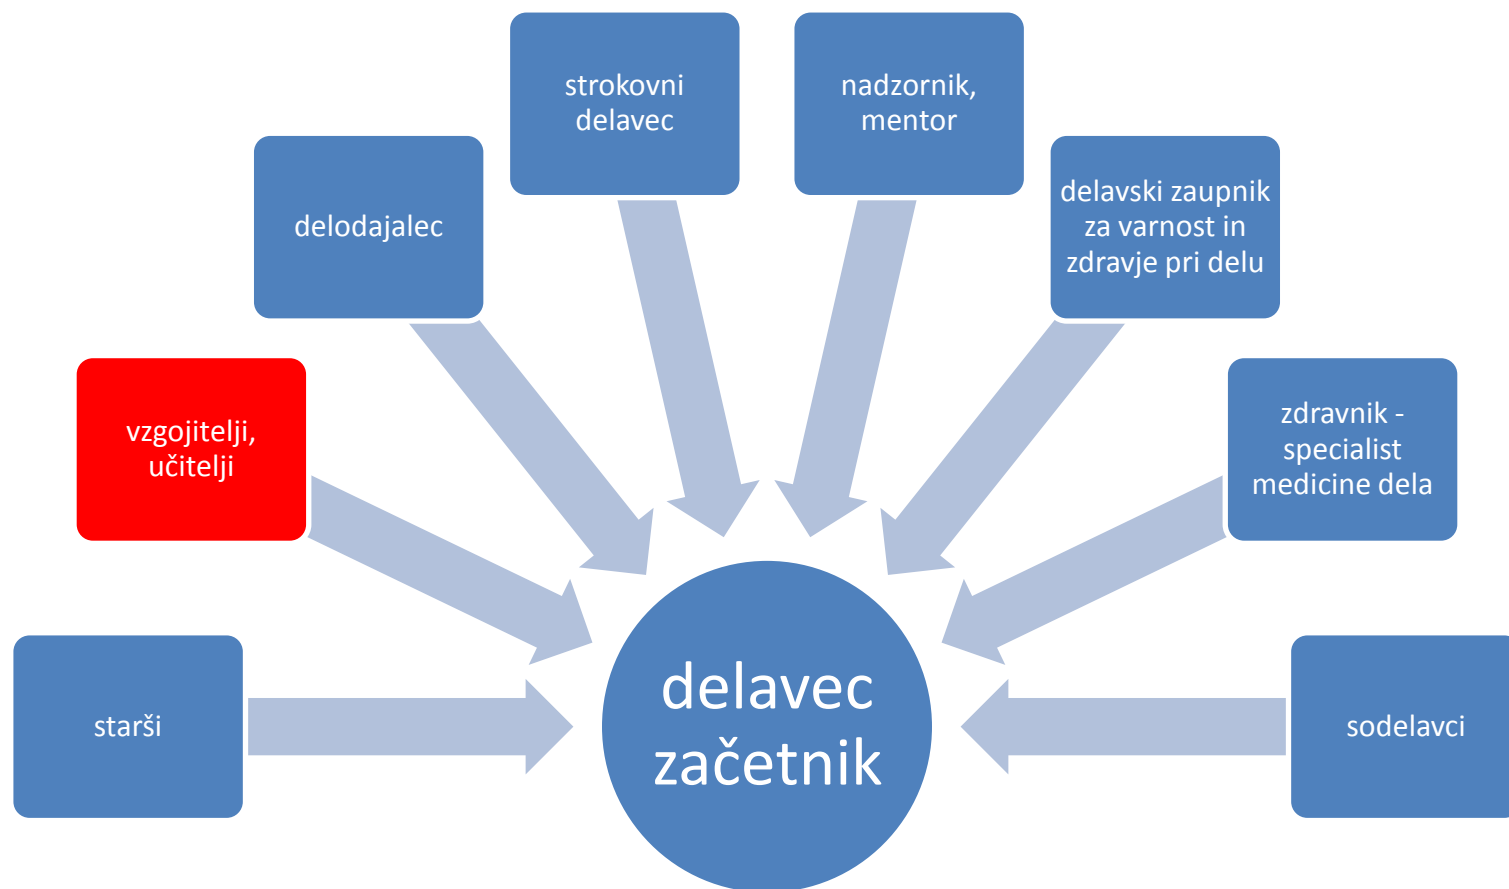 strokovni
delavec
nadzornik,
mentor
delodajalec
delavski zaupnik
za varnost in
zdravje pri delu
vzgojitelji,
učitelji
zdravnik -
specialist
medicine dela
starši
delavec
začetnik
sodelavci